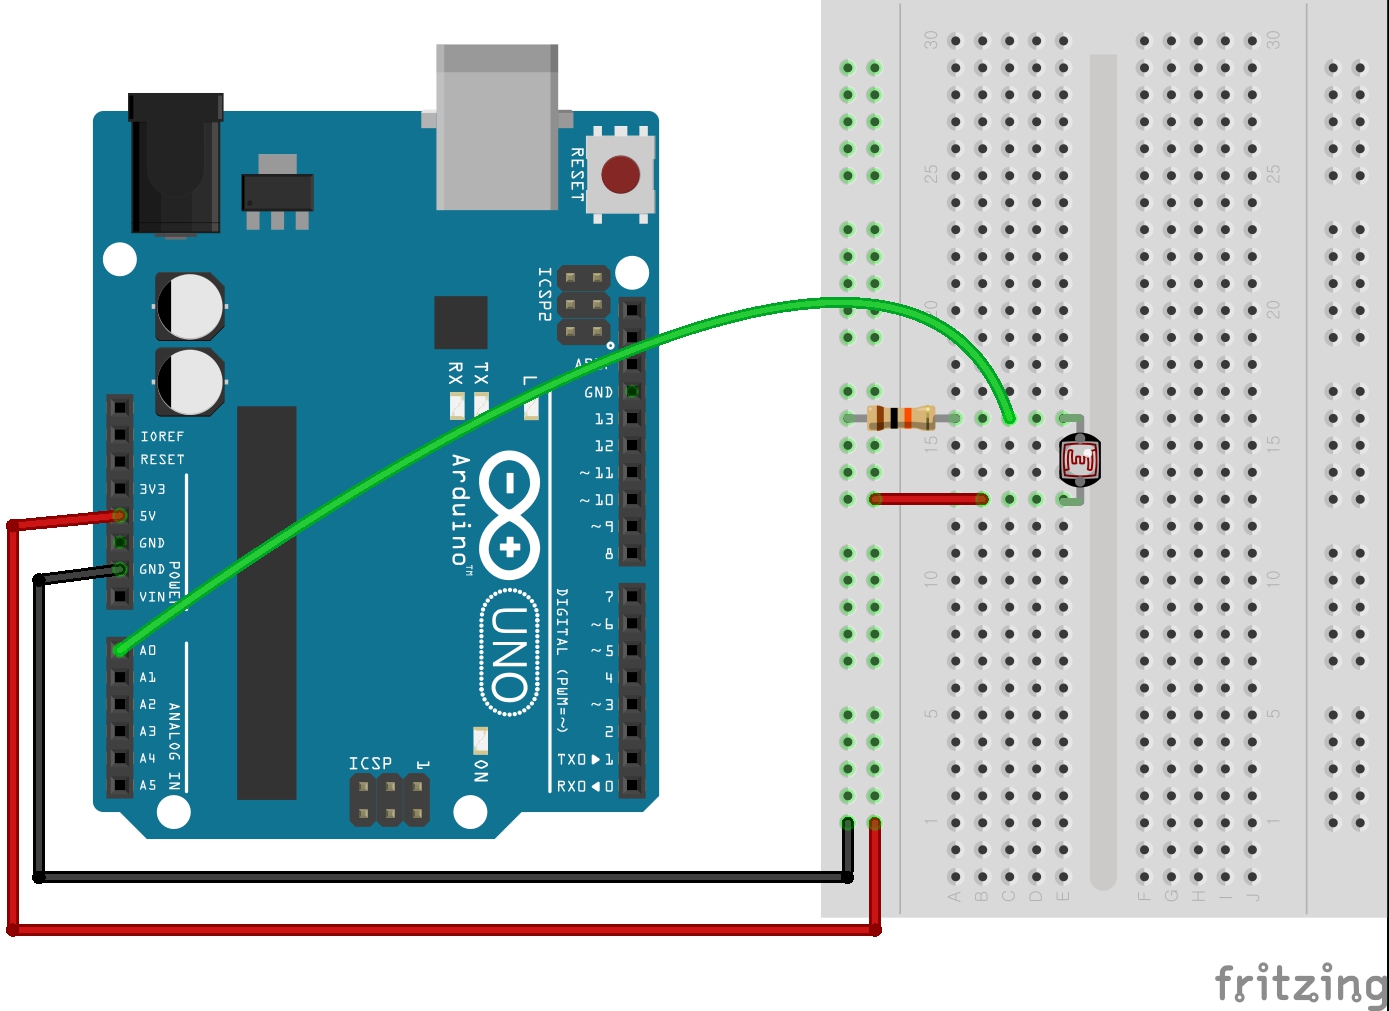 RESET
ICSP2
AREF
GND
13
12
~11
~10
~9
8
7
~6
~5
4
~3
2
TX0▶1
RX0◀0
DIGITAL (PWM=~)
RX
TX
L
IOREF
RESET
3V3
5V
GND
GND
VIN
POWER
A0
A1
A2
A3
A4
A5
ANALOG IN
Arduino™
UNO
ICSP
1
ON
30
30
25
25
20
20
15
15
10
10
5
5
1
1
A
B
C
D
E
F
G
H
I
J
fritzing